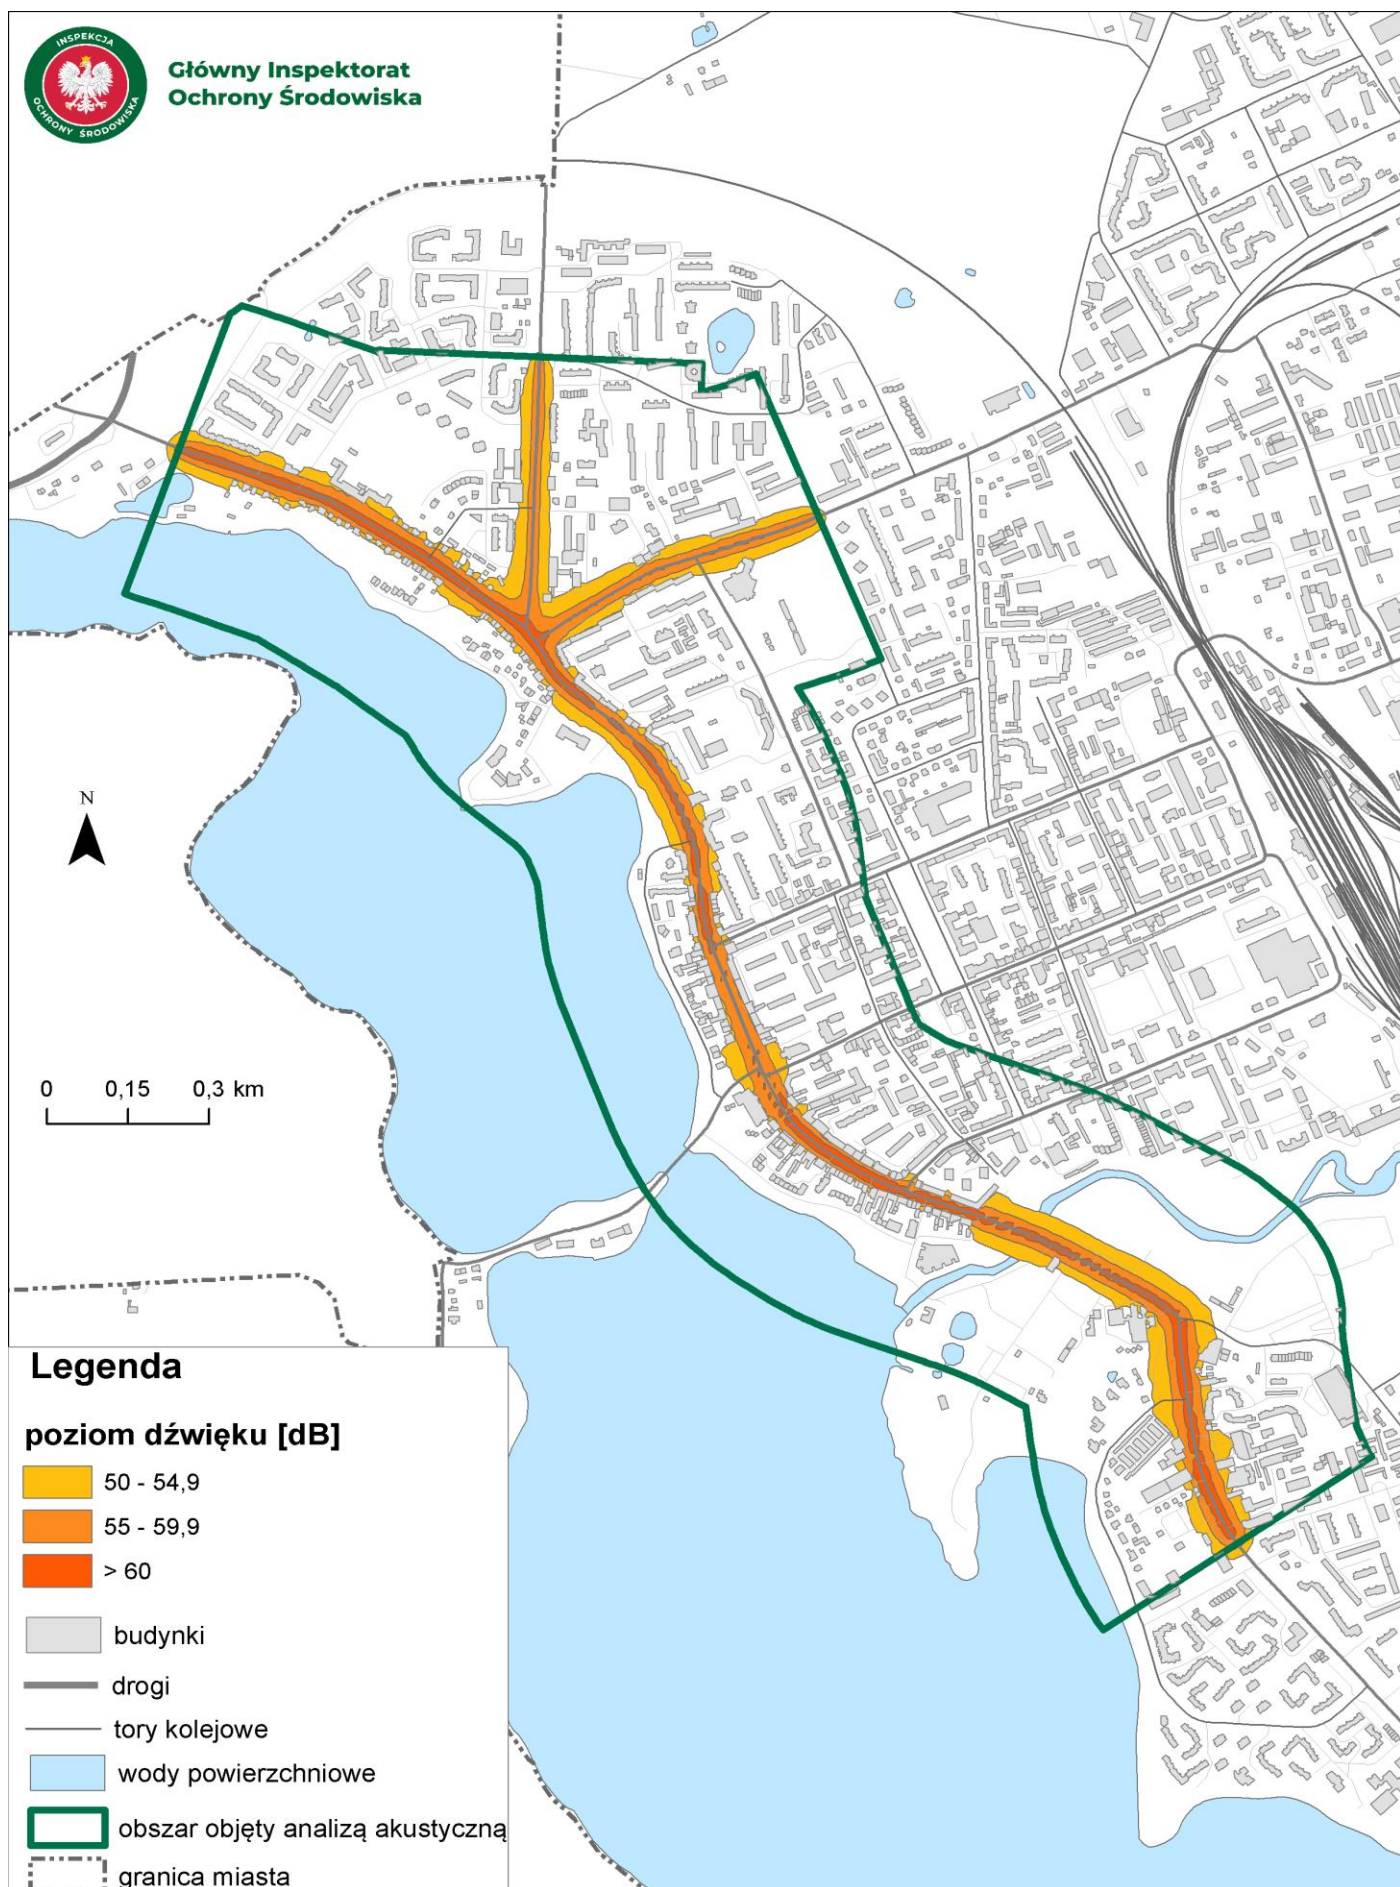 INSPEKCJA
OCHRONY ŚRODOWISKA
Główny Inspektorat
Ochrony Środowiska
N
0 0,15 0,3 km
Legenda
poziom dźwięku [dB]
50 - 54,9
55 - 59,9
> 60
budynki
drogi
tory kolejowe
wody powierzchniowe
obszar objęty analizą akustyczną
granica miasta